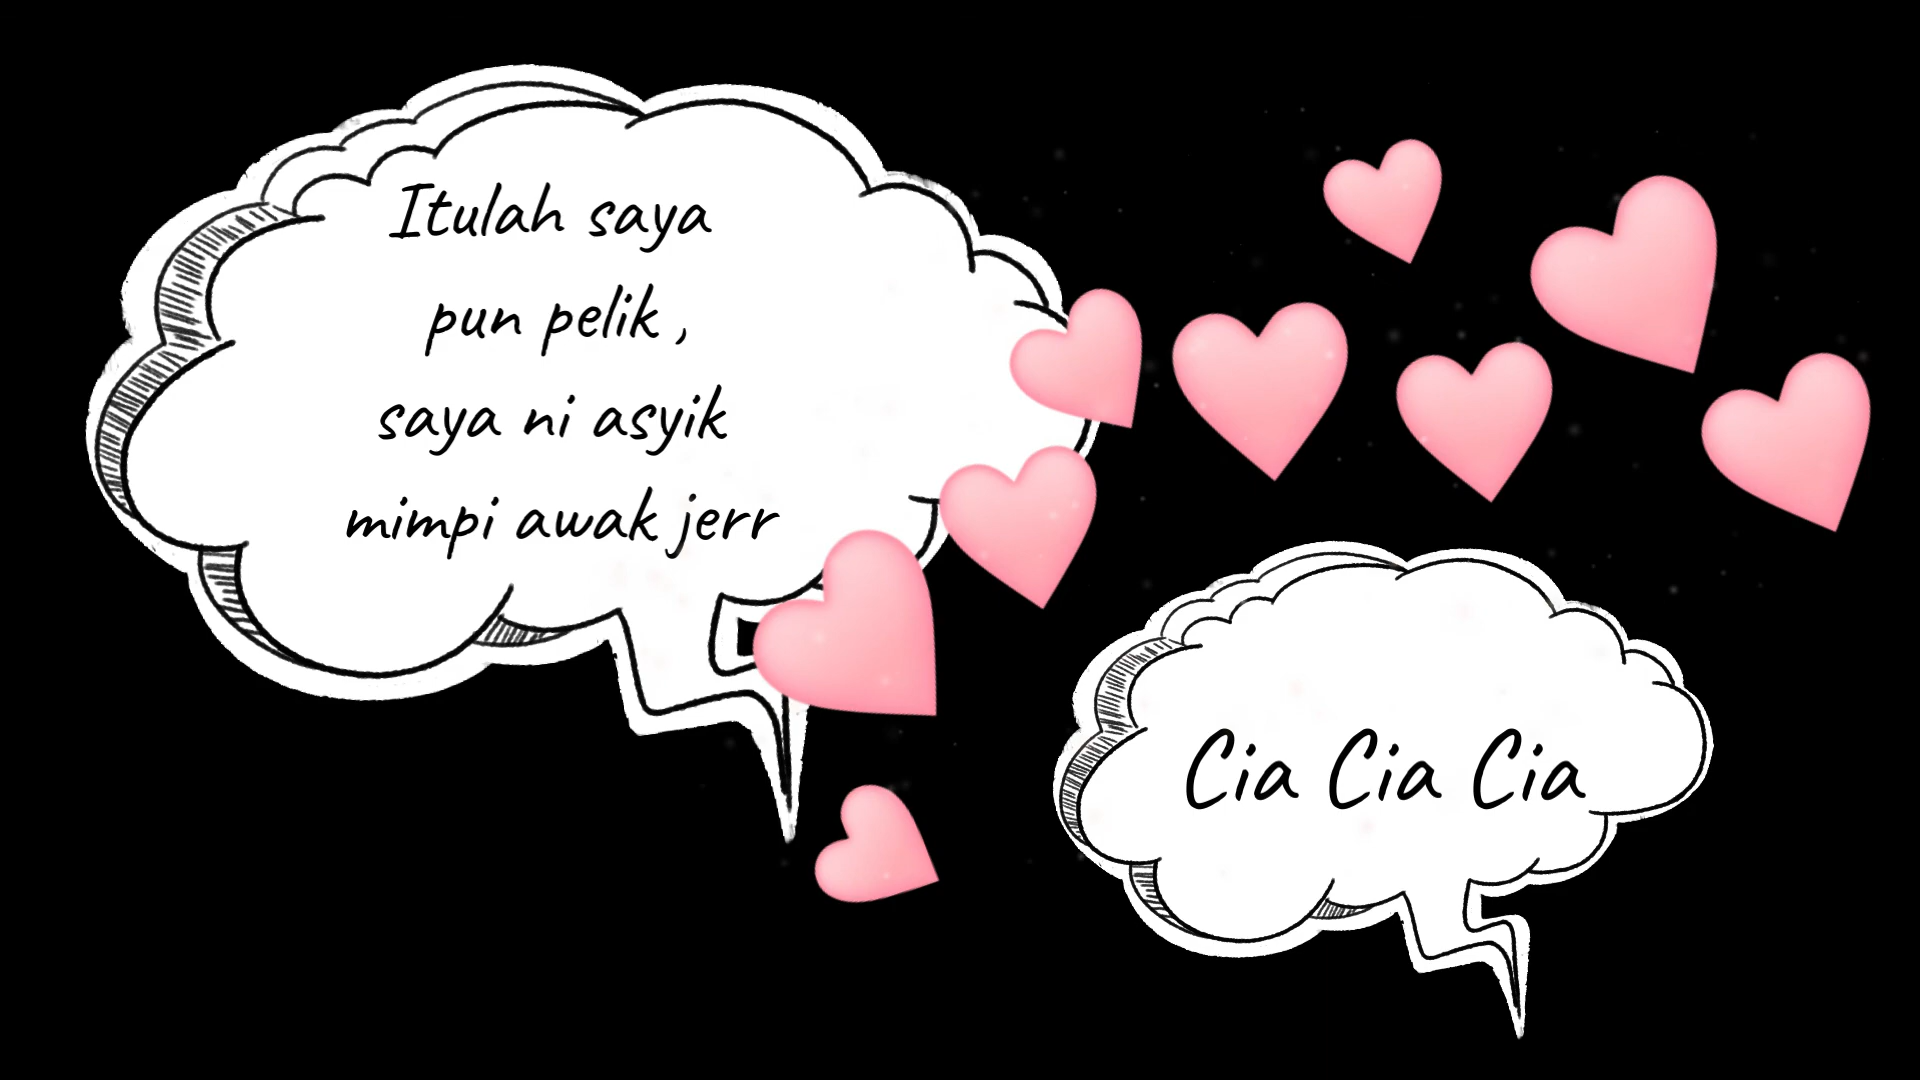 Itulah saya
pun pelik ,
saya ni asyik
mimpi awak jerr
Cia Cia Cia